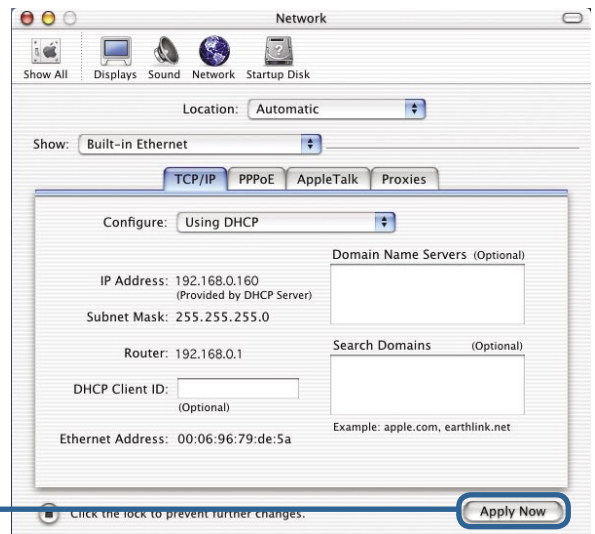 Network
Show All Displays Sound Network Startup Disk
Location: Automatic
Show: Built-in Ethernet
TCP/IP PPPoE AppleTalk Proxies
Configure: Using DHCP
Domain Name Servers (Optional)
IP Address: 192.168.0.160
(Provided by DHCP Server)
Subnet Mask: 255.255.255.0
Router: 192.168.0.1
Search Domains (Optional)
DHCP Client ID:
(Optional)
Example: apple.com, earthlink.net
Ethernet Address: 00:06:96:79:de:5a
Click the lock to prevent further changes.
Apply Now